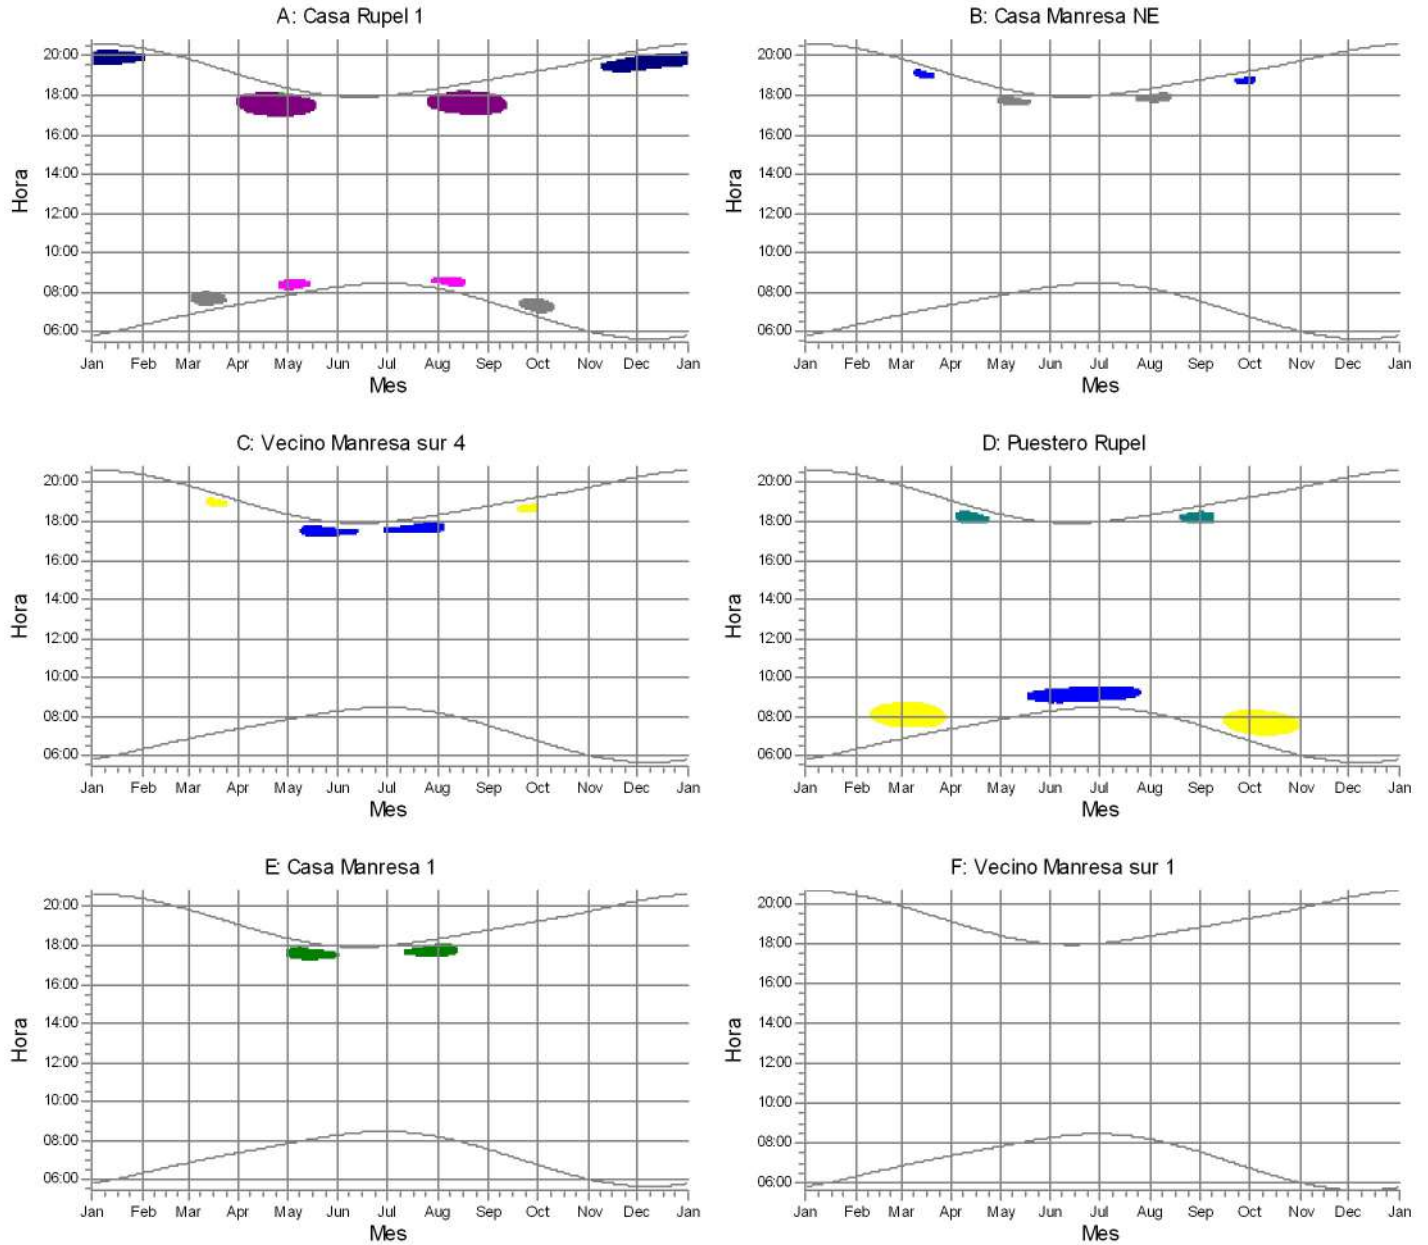 A: Casa Rupel 1
20:00
18:00
16:00
14:00
12:00
10:00
08:00
06:00
Hora
Jan Feb Mar Apr May Jun Jul Aug Sep Oct Nov Dec Jan
Mes
B: Casa Manresa NE
20:00
18:00
16:00
14:00
12:00
10:00
08:00
06:00
Hora
Jan Feb Mar Apr May Jun Jul Aug Sep Oct Nov Dec Jan
Mes
C: Vecino Manresa sur 4
20:00
18:00
16:00
14:00
12:00
10:00
08:00
06:00
Hora
Jan Feb Mar Apr May Jun Jul Aug Sep Oct Nov Dec Jan
Mes
D: Puestero Rupel
20:00
18:00
16:00
14:00
12:00
10:00
08:00
06:00
Hora
Jan Feb Mar Apr May Jun Jul Aug Sep Oct Nov Dec Jan
Mes
E: Casa Manresa 1
20:00
18:00
16:00
14:00
12:00
10:00
08:00
06:00
Hora
Jan Feb Mar Apr May Jun Jul Aug Sep Oct Nov Dec Jan
Mes
F: Vecino Manresa sur 1
20:00
18:00
16:00
14:00
12:00
10:00
08:00
06:00
Hora
Jan Feb Mar Apr May Jun Jul Aug Sep Oct Nov Dec Jan
Mes